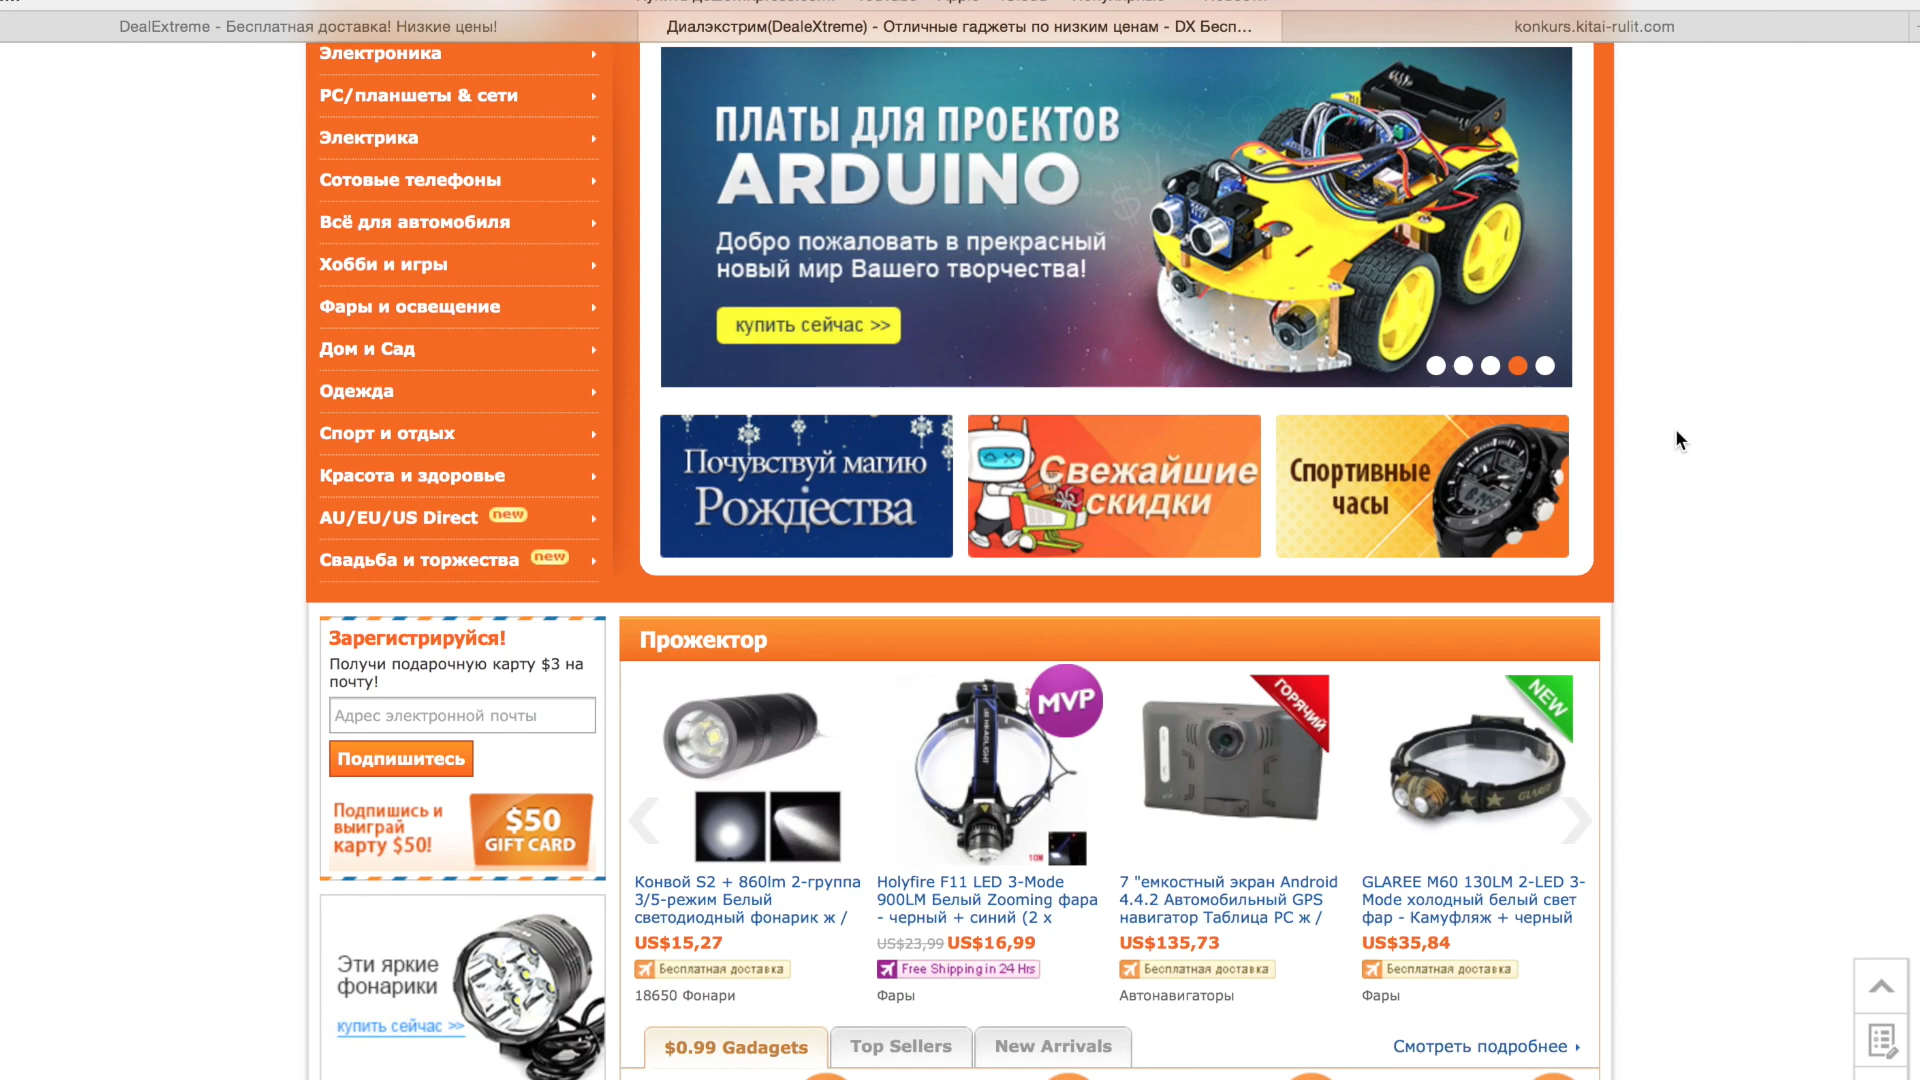 DealExtreme - Бесплатная доставка! Низкие цены!
Диалэкстрим(DealeXtreme) - Отличные гаджеты по низким ценам - DX Бесп...
konkurs.kitai-rulit.com
Электроника
PC/планшеты & сети
Электрика
Сотовые телефоны
Всё для автомобиля
Хобби и игры
Фары и освещение
Дом и Сад
Одежда
Спорт и отдых
Красота и здоровье
AU/EU/US Direct new
Свадьба и торжества new
ПЛАТЫ ДЛЯ ПРОЕКТОВ
ARDUINO
Добро пожаловать в прекрасный
новый мир Вашего творчества!
купить сейчас >>
Почувствуй магию
Рождества
Свежайшие
скидки
Спортивные
часы
Зарегистрируйся!
Получи подарочную карту $3 на
почту!
Адрес электронной почты
Подпишитесь
Подпишись и
выиграй
карту $50!
$50
GIFT CARD
Эти яркие
фонарики
купить сейчас >>
Прожектор
MVP
ГОРЯЧИЙ
NEW
GLAREE
Конвой S2 + 860lm 2-группа
3/5-режим Белый
светодиодный фонарик ж /
US$15,27
Бесплатная доставка
18650 Фонари
Holyfire F11 LED 3-Mode
900LM Белый Zooming фара
- черный + синий (2 x
US$23,99 US$16,99
Free Shipping in 24 Hrs
Фары
7 "емкостный экран Android
4.4.2 Автомобильный GPS
навигатор Таблица PC ж /
US$135,73
Бесплатная доставка
Автонавигаторы
GLAREE M60 130LM 2-LED 3-
Mode холодный белый свет
фар - Камуфляж + черный
US$35,84
Бесплатная доставка
Фары
$0.99 Gadagets
Top Sellers
New Arrivals
Смотреть подробнее